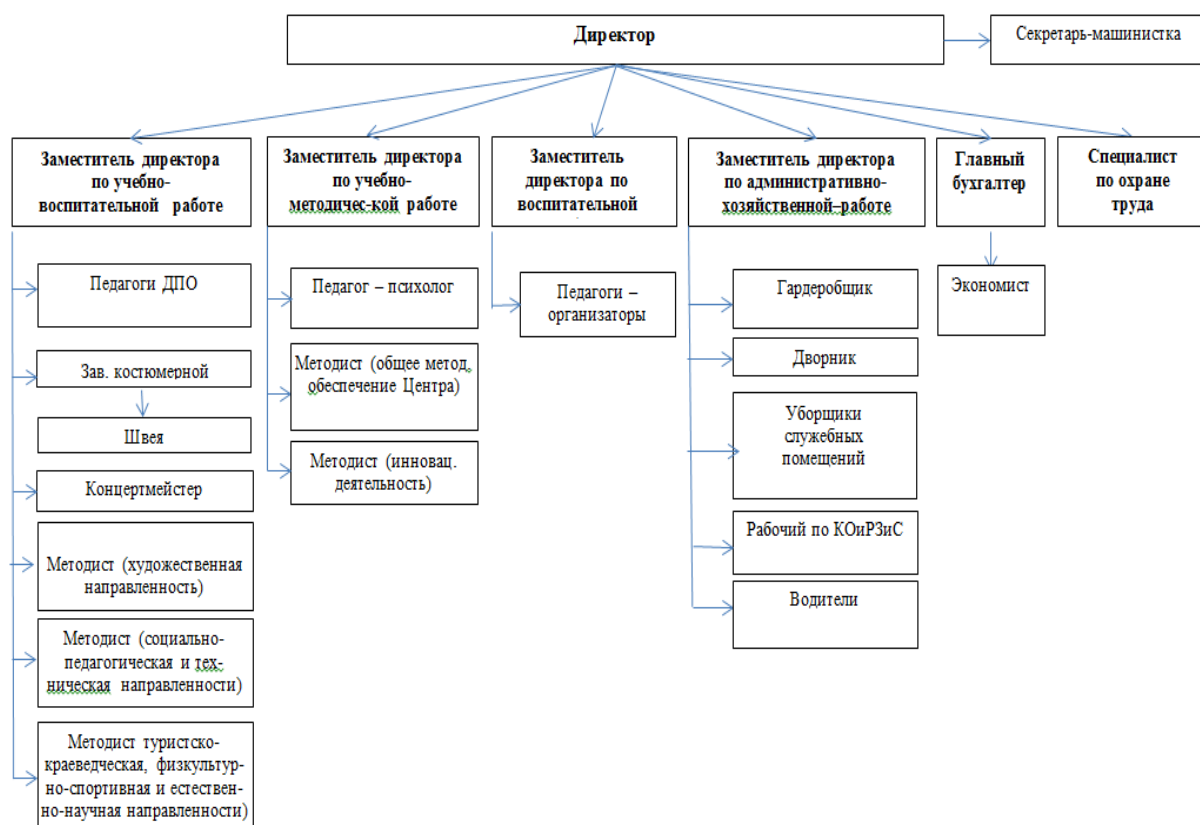 Директор
Секретарь-машинистка
Заместитель директора
по учебно-
воспитательной работе
Заместитель директора
по учебно-
методичес-кой работе
Заместитель
директора по
воспитательной
Заместитель директора
по административно-
хозяйственной–работе
Главный
бухгалтер
Специалист
по охране
труда
Педагоги ДПО
Зав. костюмерной
Швея
Концертмейстер
Методист (художественная
направленность)
Методист (социально-
педагогическая и тех-
ническая направленности)
Методист туристско-
краеведческая, физкультур-
но-спортивная и естествен-
но-научная направленности)
Педагог – психолог
Методист (общее метод.
обеспечение Центра)
Методист (инновац.
деятельность)
Педагоги –
организаторы
Гардеробщик
Дворник
Уборщики
служебных
помещений
Рабочий по КОиРЗиС
Водители
Экономист